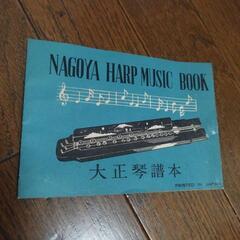 NAGOYA HARP MUSIC BOOK
大正琴譜本
PRINTED IN JAPAN